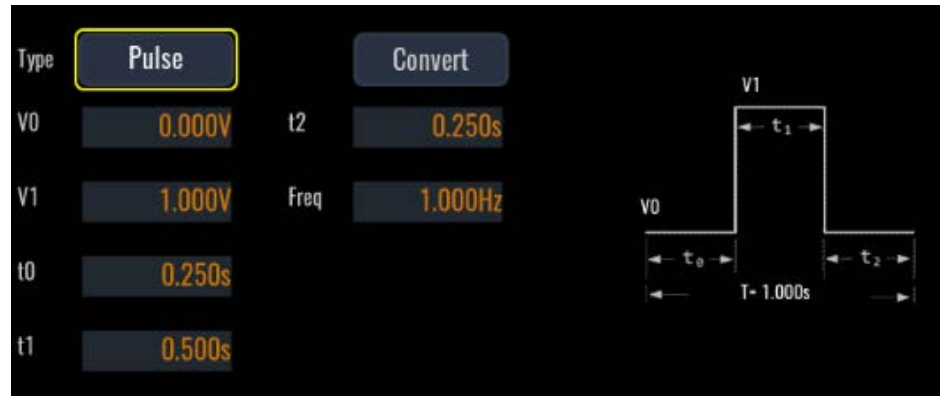 Type Pulse Convert
V0 0.000V t2 0.250s
V1 1.000V Freq 1.000Hz
t0 0.250s
t1 0.500s
V1
t₁
V0
t₀ t₂
T- 1.000s